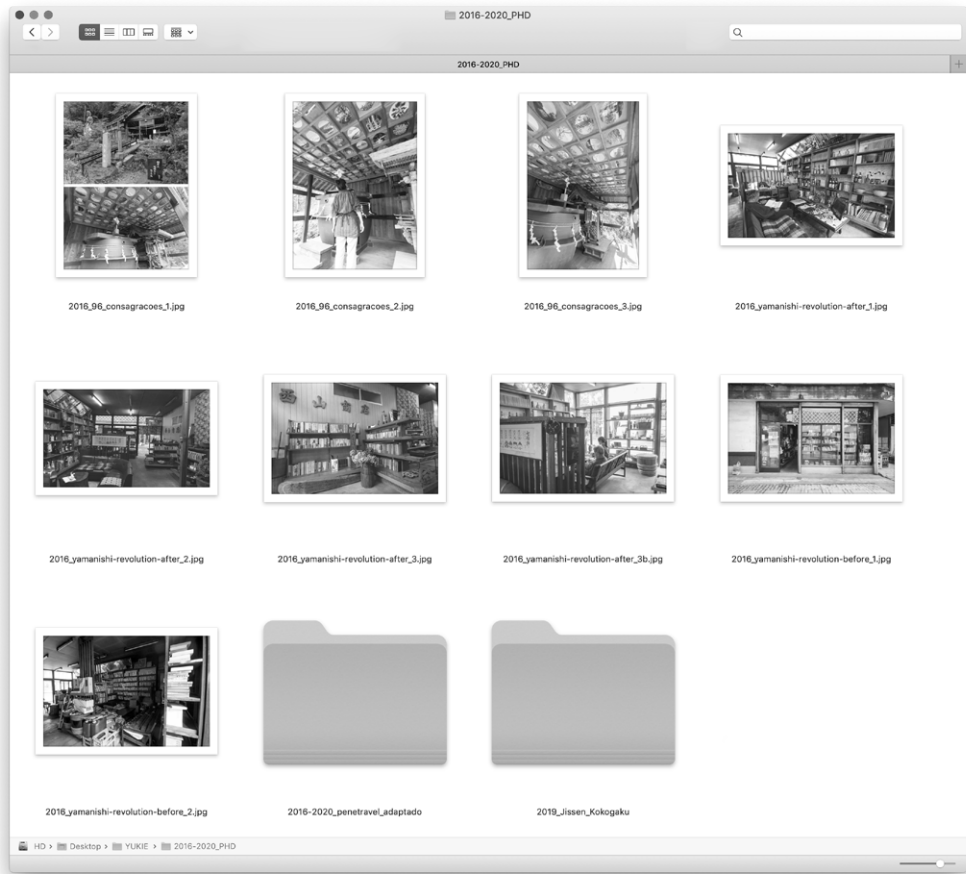 2016-2020_PHD
2016-2020_PHD
2016_96_consagracoes_1.jpg
2016_96_consagracoes_2.jpg
2016_96_consagracoes_3.jpg
2016_yamanishi-revolution-after_1.jpg
2016_yamanishi-revolution-after_2.jpg
2016_yamanishi-revolution-after_3.jpg
2016_yamanishi-revolution-after_3b.jpg
2016_yamanishi-revolution-before_1.jpg
2016_yamanishi-revolution-before_2.jpg
2016-2020_penetravel_adaptado
2019_Jissen_Kokogaku
HD › Desktop › YUKIE › 2016-2020_PHD